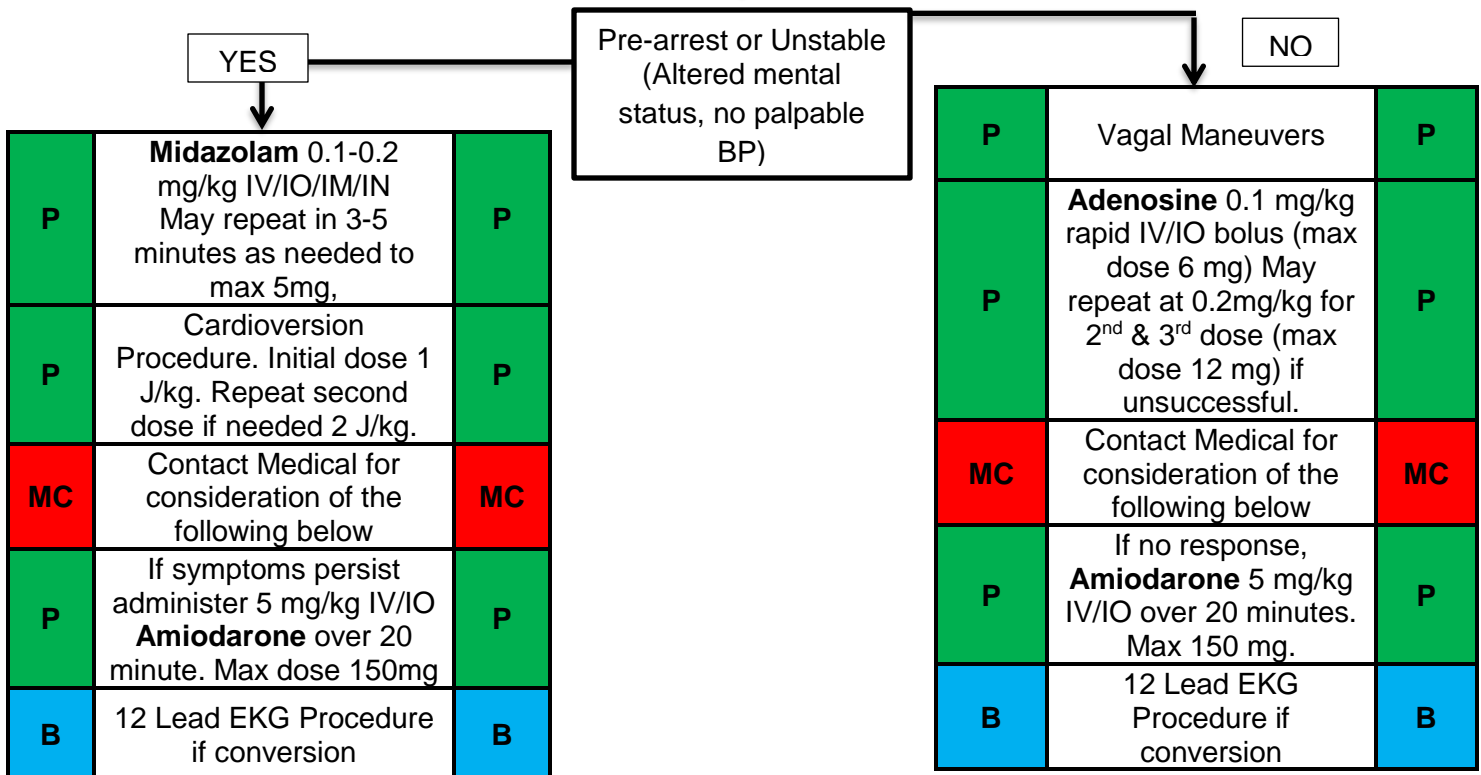 YES
Pre-arrest or Unstable
(Altered mental
status, no palpable
BP)
NO
P
Midazolam 0.1-0.2
mg/kg IV/IO/IM/IN
May repeat in 3-5
minutes as needed to
max 5mg,
P
P
Cardioversion
Procedure. Initial dose 1
J/kg. Repeat second
dose if needed 2 J/kg.
P
MC
Contact Medical for
consideration of the
following below
MC
P
If symptoms persist
administer 5 mg/kg IV/IO
Amiodarone over 20
minute. Max dose 150mg
P
B
12 Lead EKG Procedure
if conversion
B
P
Vagal Maneuvers
P
P
Adenosine 0.1 mg/kg
rapid IV/IO bolus (max
dose 6 mg) May
repeat at 0.2mg/kg for
2nd & 3rd dose (max
dose 12 mg) if
unsuccessful.
P
MC
Contact Medical for
consideration of the
following below
MC
P
If no response,
Amiodarone 5 mg/kg
IV/IO over 20 minutes.
Max 150 mg.
P
B
12 Lead EKG
Procedure if
conversion
B